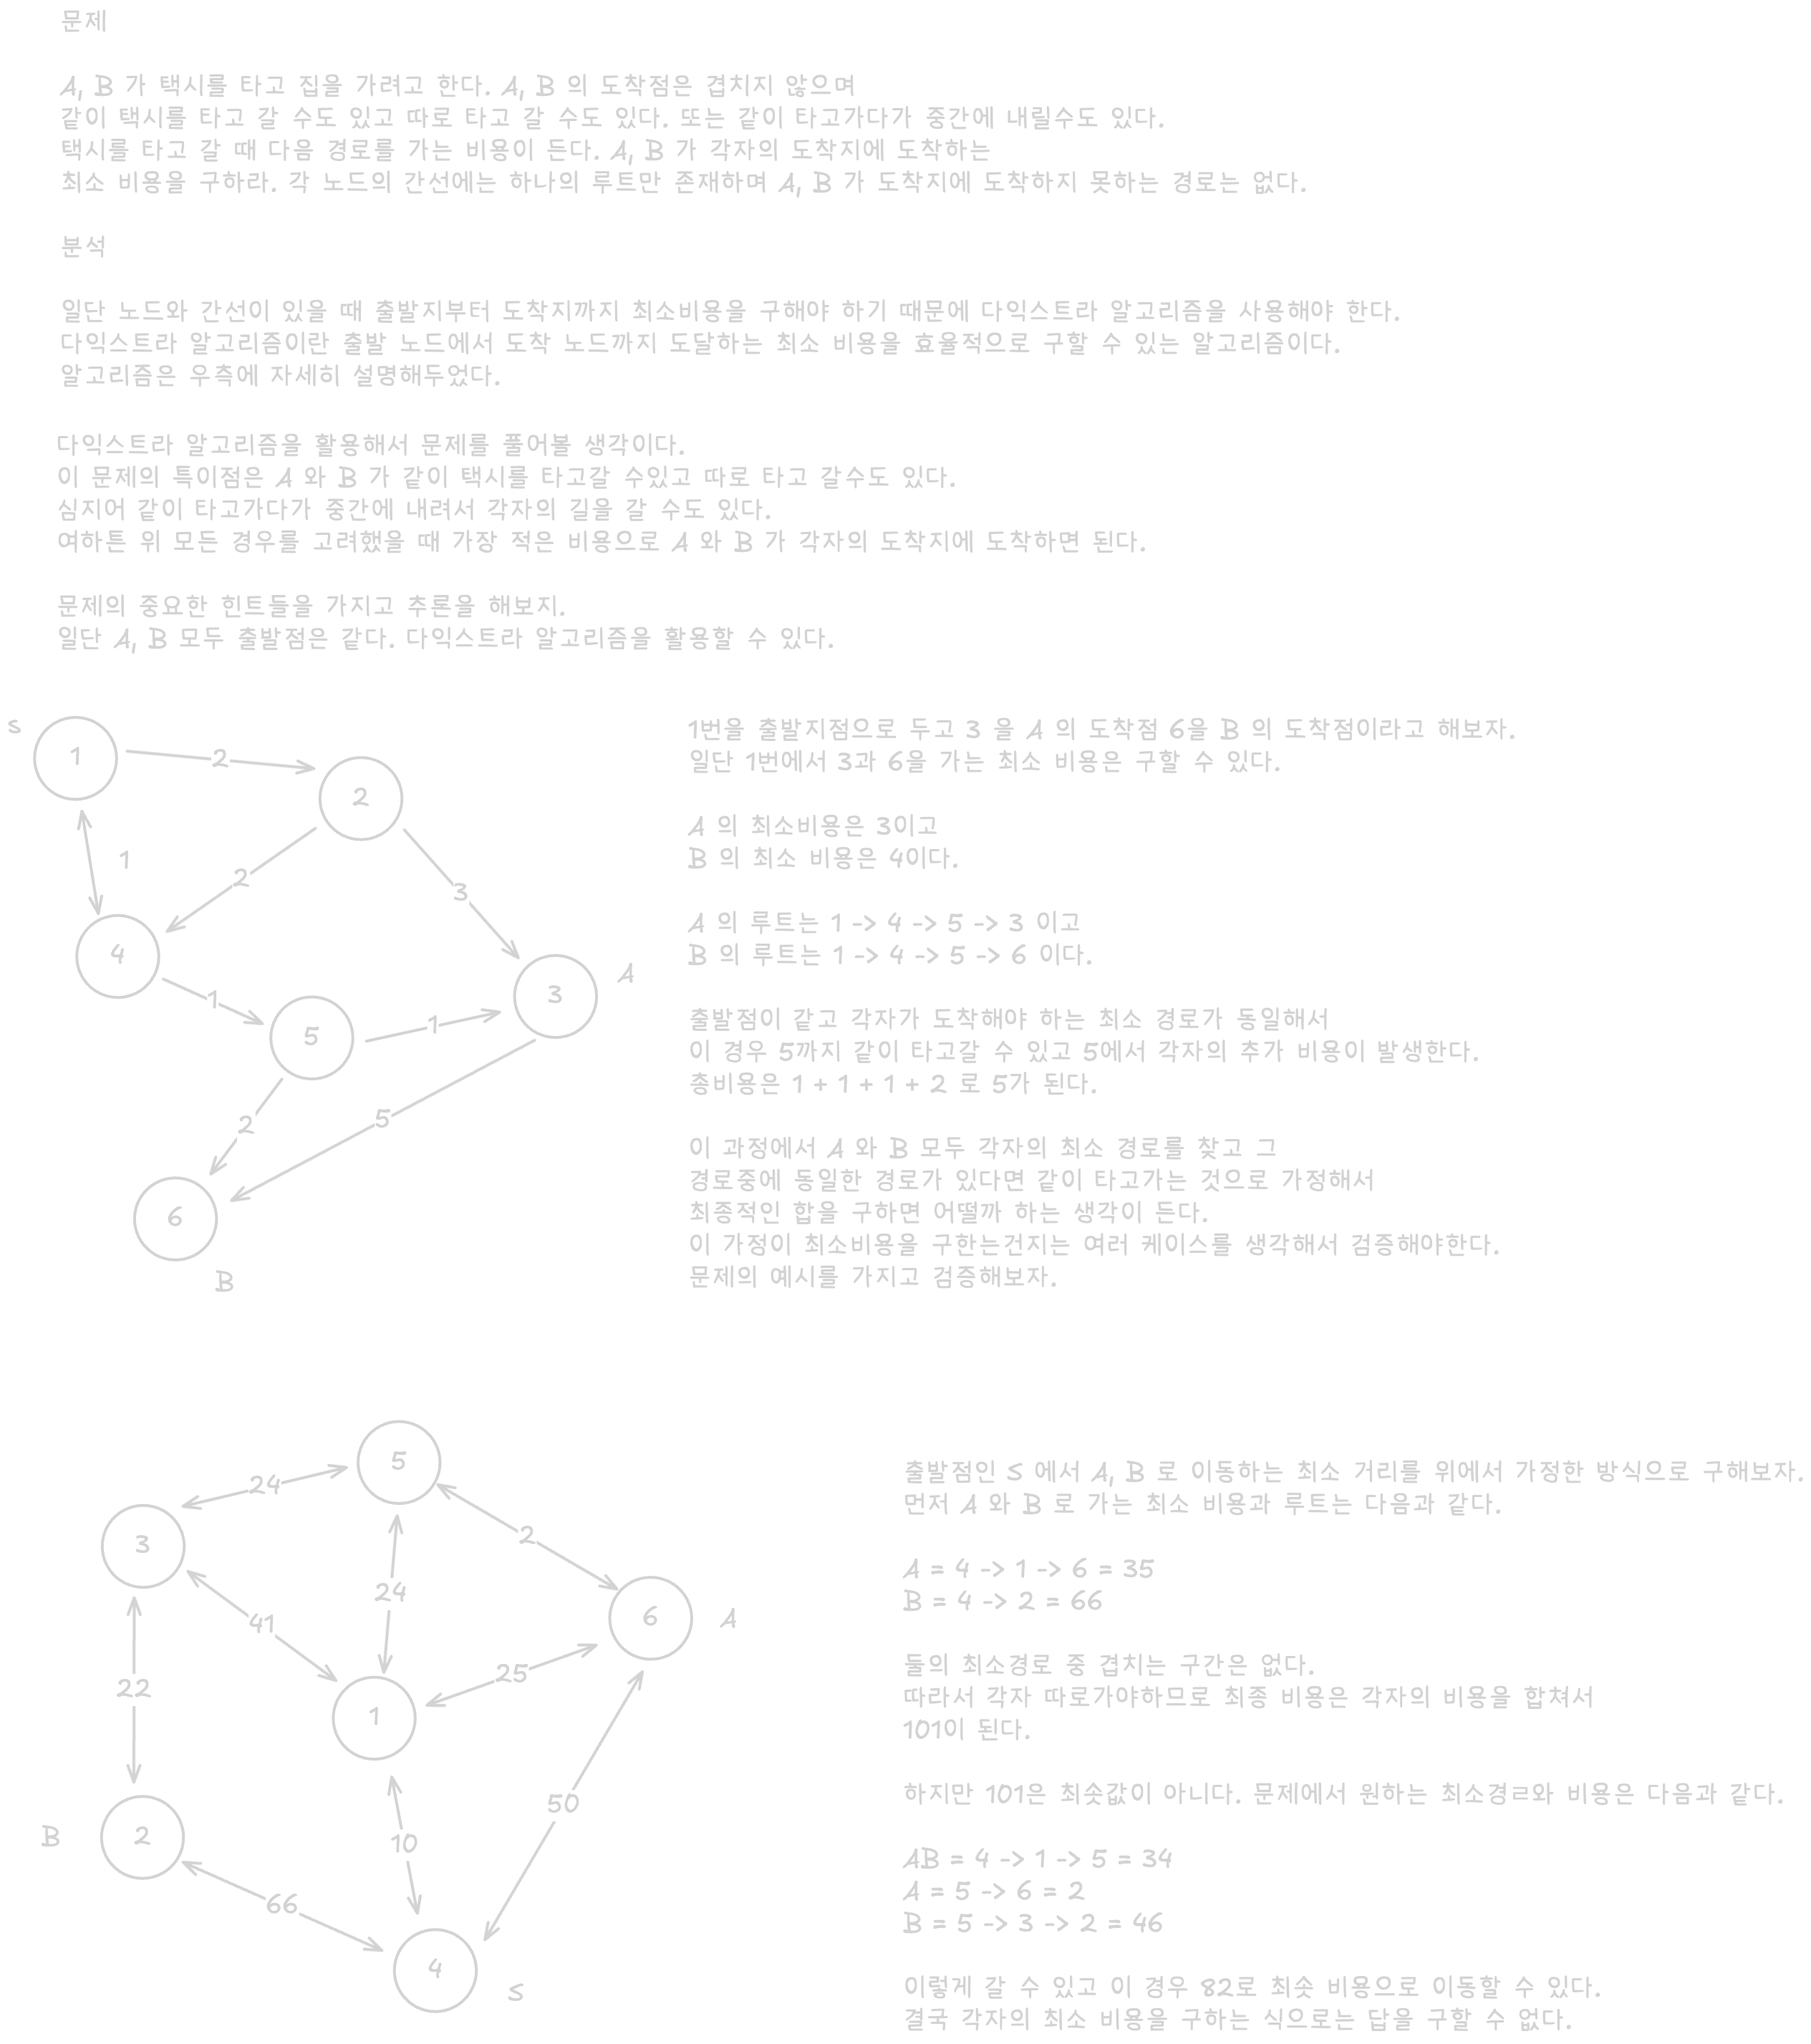 문제
A, B 가 택시를 타고 집을 가려고 한다. A, B 의 도착점은 겹치지 않으며
같이 택시를 타고 갈 수도 있고 따로 타고 갈 수도 있다. 또는 같이 타고가다가 중간에 내릴수도 있다.
택시를 타고 갈 때 다음 경로를 가는 비용이 든다. A, B 가 각자의 도착지에 도착하는
최소 비용을 구하라. 각 노드의 간선에는 하나의 루트만 존재하며 A, B 가 도착지에 도착하지 못하는 경로는 없다.
분석
일단 노드와 간선이 있을 때 출발지부터 도착지까지 최소비용을 구해야 하기 때문에 다익스트라 알고리즘을 사용해야 한다.
다익스트라 알고리즘이란 출발 노드에서 도착 노드까지 도달하는 최소 비용을 효율적으로 구할 수 있는 알고리즘이다.
알고리즘은 우측에 자세히 설명해두었다.
다익스트라 알고리즘을 활용해서 문제를 풀어볼 생각이다.
이 문제의 특이점은 A 와 B 가 같이 택시를 타고갈 수있고 따로 타고 갈수도 있다.
심지어 같이 타고가다가 중간에 내려서 각자의 길을 갈 수도 있다.
여하튼 위 모든 경우를 고려했을 때 가장 적은 비용으로 A 와 B 가 각자의 도착지에 도착하면 된다.
문제의 중요한 힌트들을 가지고 추론을 해보지.
일단 A, B 모두 출발점은 같다. 다익스트라 알고리즘을 활용할 수 있다.
S
1
2
2
1
2
3
4
1
5
1
3
A
2
5
6
B
1번을 출발지점으로 두고 3 을 A 의 도착점 6을 B 의 도착점이라고 해보자.
일단 1번에서 3과 6을 가는 최소 비용은 구할 수 있다.
A 의 최소비용은 3이고
B 의 최소 비용은 4이다.
A 의 루트는 1 -> 4 -> 5 -> 3 이고
B 의 루트는 1 -> 4 -> 5 -> 6 이다.
출발점이 같고 각자가 도착해야 하는 최소 경로가 동일해서
이 경우 5까지 같이 타고갈 수 있고 5에서 각자의 추가 비용이 발생한다.
총비용은 1 + 1 + 1 + 2 로 5가 된다.
이 과정에서 A 와 B 모두 각자의 최소 경로를 찾고 그
경로중에 동일한 경로가 있다면 같이 타고가는 것으로 가정해서
최종적인 합을 구하면 어떨까 하는 생각이 든다.
이 가정이 최소비용을 구한는건지는 여러 케이스를 생각해서 검증해야한다.
문제의 예시를 가지고 검증해보자.
5
24
3
2
24
6
A
41
25
22
1
50
B
2
10
66
4
S
출발점인 S 에서 A, B 로 이동하는 최소 거리를 위에서 가정한 방식으로 구해보자.
먼저 A 와 B 로 가는 최소 비용과 루트는 다음과 같다.
A = 4 -> 1 -> 6 = 35
B = 4 -> 2 = 66
둘의 최소경로 중 겹치는 구간은 없다.
따라서 각자 따로가야하므로 최종 비용은 각자의 비용을 합쳐서
101이 된다.
하지만 101은 최솟값이 아니다. 문제에서 원하는 최소경ㄹ와 비용은 다음과 같다.
AB = 4 -> 1 -> 5 = 34
A = 5 -> 6 = 2
B = 5 -> 3 -> 2 = 46
이렇게 갈 수 있고 이 경우 82로 최솟 비용으로 이동할 수 있다.
결국 각자의 최소 비용을 구하는 식으로는 답을 구할 수 없다.